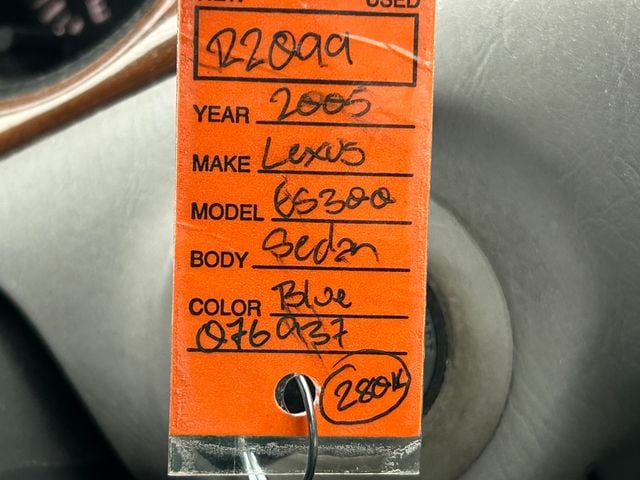 USED
R2099
YEAR 2005
MAKE Lexus
MODEL ES300
BODY Sedan
COLOR Blue
076937
280K